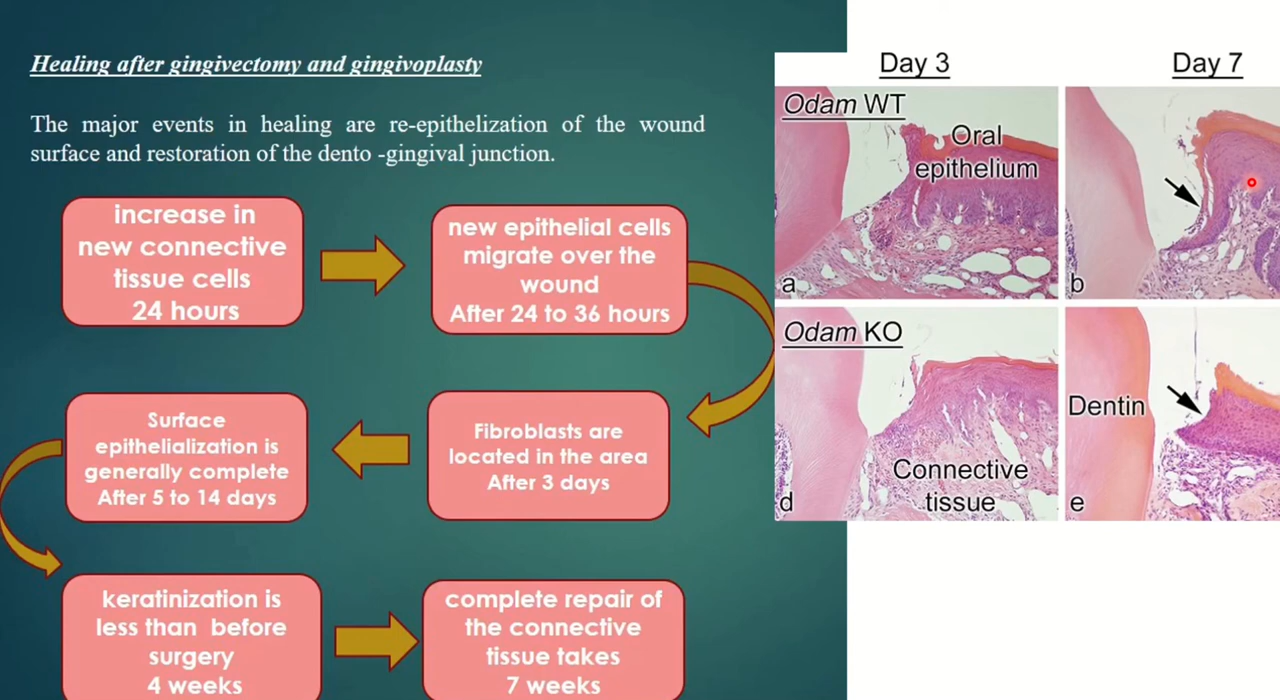 Healing after gingivectomy and gingivoplasty
The major events in healing are re-epithelization of the wound
surface and restoration of the dento -gingival junction.
increase in
new connective
tissue cells
24 hours
new epithelial cells
migrate over the
wound
After 24 to 36 hours
Fibroblasts are
located in the area
After 3 days
Surface
epithelialization is
generally complete
After 5 to 14 days
keratinization is
less than before
surgery
4 weeks
complete repair of
the connective
tissue takes
7 weeks
Day 3
Day 7
Odam WT
Oral
epithelium
a
b
Odam KO
Connective
tissue
d
Dentin
e